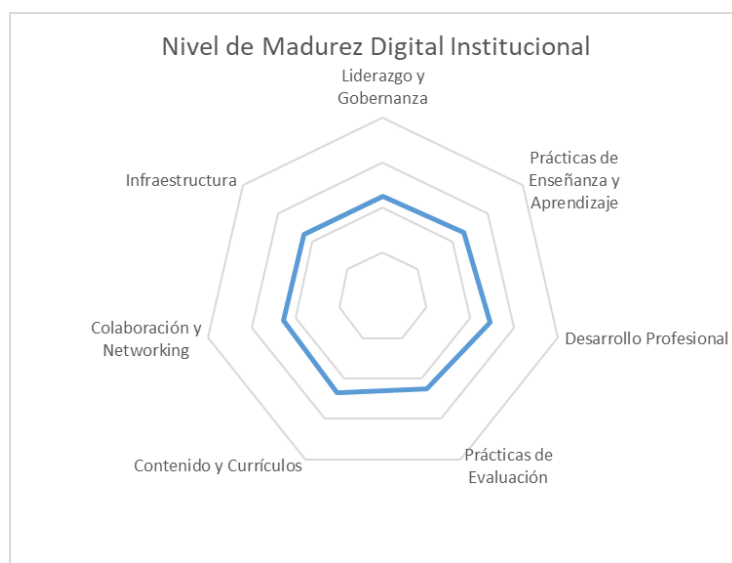 Nivel de Madurez Digital Institucional
Liderazgo y
Gobernanza
Prácticas de
Enseñanza y
Aprendizaje
Desarrollo Profesional
Prácticas de
Evaluación
Contenido y Currículos
Colaboración y
Networking
Infraestructura